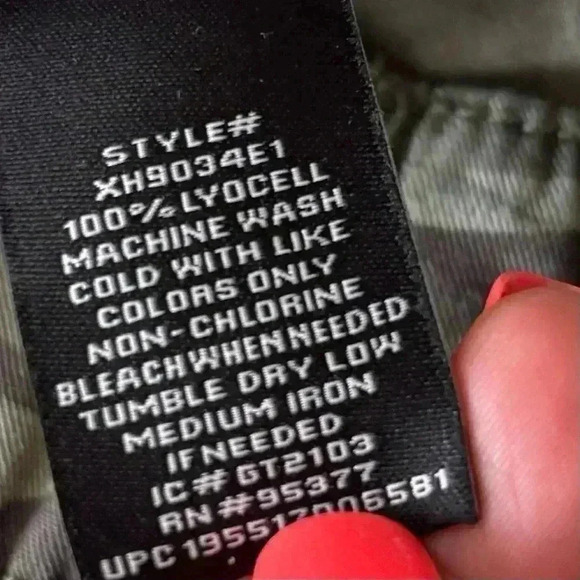 STYLE#
XH9034E1
100% LYOCELL
MACHINE WASH
COLD WITH LIKE
COLORS ONLY
NON-CHLORINE
BLEACH WHEN NEEDED
TUMBLE DRY LOW
MEDIUM IRON
IF NEEDED
IC# GT2103
RN #95377
UPC